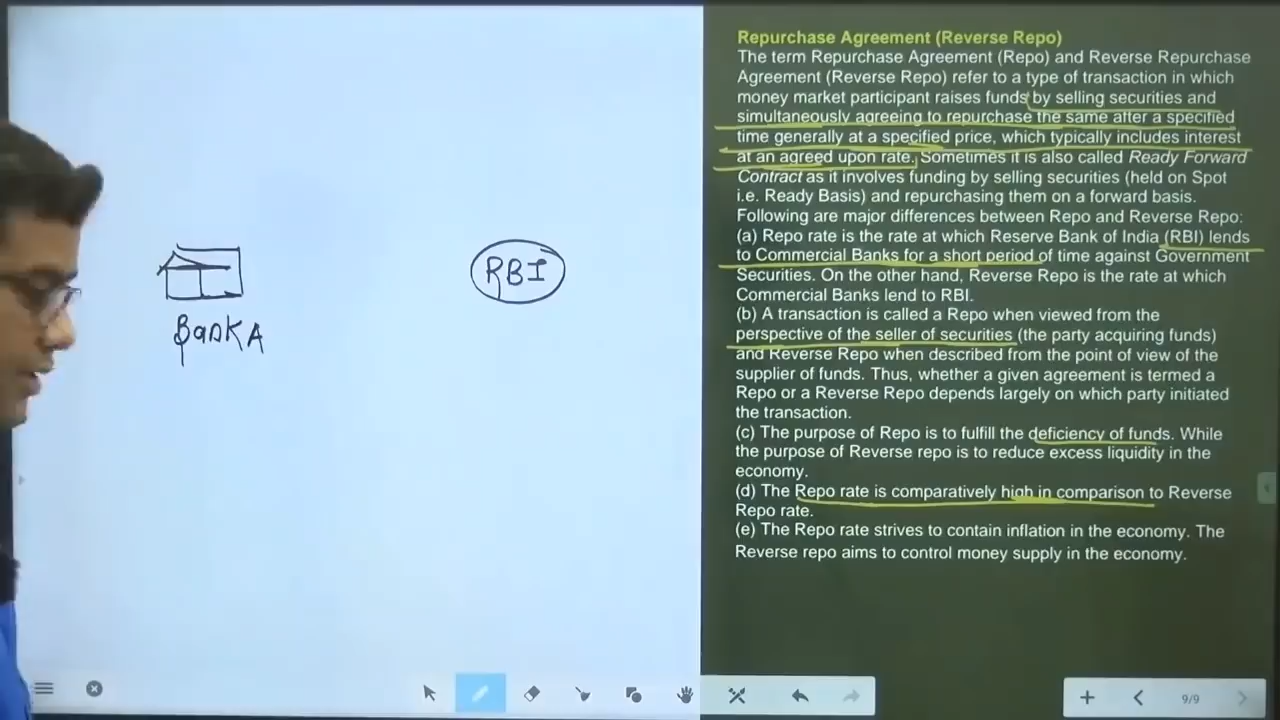 Repurchase Agreement (Reverse Repo)
The term Repurchase Agreement (Repo) and Reverse Repurchase
Agreement (Reverse Repo) refer to a type of transaction in which
money market participant raises funds by selling securities and
simultaneously agreeing to repurchase the same after a specified
time generally at a specified price, which typically includes interest
at an agreed upon rate. Sometimes it is also called Ready Forward
Contract as it involves funding by selling securities (held on Spot
i.e. Ready Basis) and repurchasing them on a forward basis.
Following are major differences between Repo and Reverse Repo:
(a) Repo rate is the rate at which Reserve Bank of India (RBI) lends
to Commercial Banks for a short period of time against Government
Securities. On the other hand, Reverse Repo is the rate at which
Commercial Banks lend to RBI.
(b) A transaction is called a Repo when viewed from the
perspective of the seller of securities (the party acquiring funds)
and Reverse Repo when described from the point of view of the
supplier of funds. Thus, whether a given agreement is termed a
Repo or a Reverse Repo depends largely on which party initiated
the transaction.
(c) The purpose of Repo is to fulfill the deficiency of funds. While
the purpose of Reverse repo is to reduce excess liquidity in the
economy.
(d) The Repo rate is comparatively high in comparison to Reverse
Repo rate.
(e) The Repo rate strives to contain inflation in the economy. The
Reverse repo aims to control money supply in the economy.
RBI
Bank A
9/9